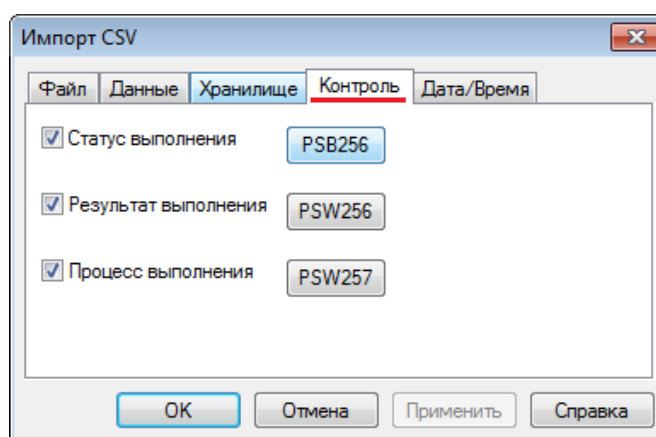 Импорт CSV
Файл Данные Хранилище Контроль Дата/Время
Статус выполнения PSB256
Результат выполнения PSW256
Процесс выполнения PSW257
OK Отмена Применить Справка